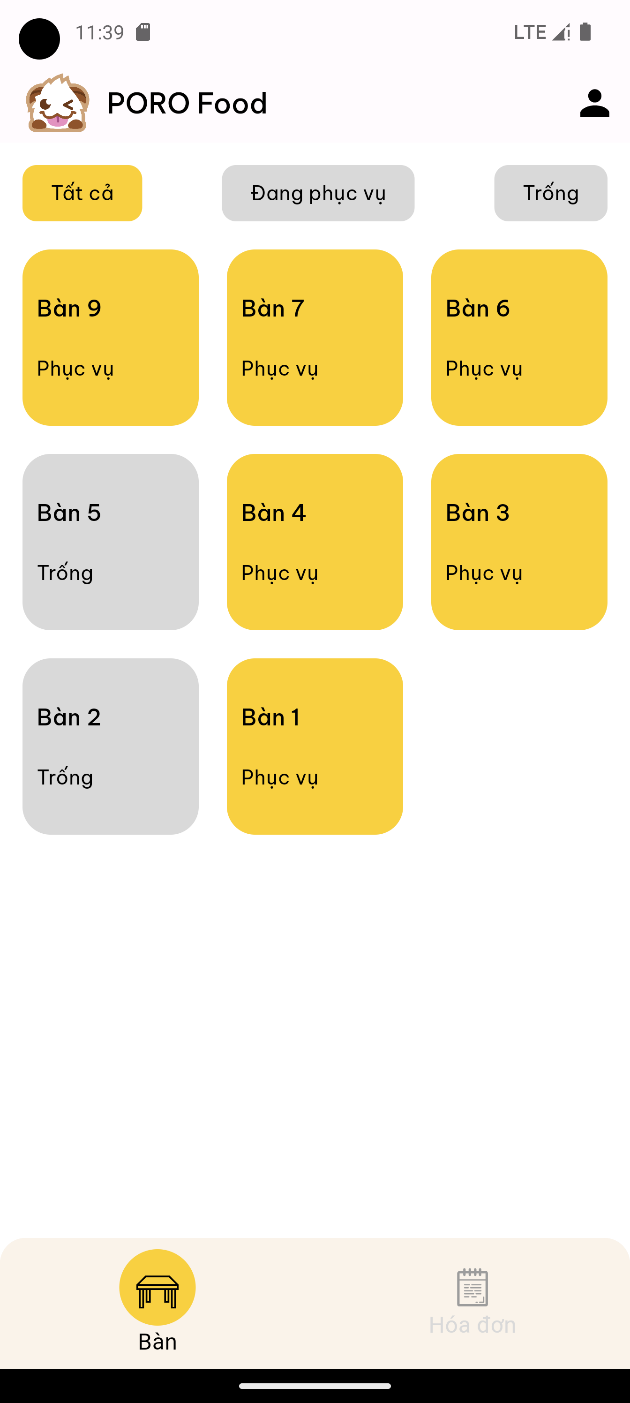 11:39 LTE
PORO Food
Tất cả Đang phục vụ Trống
Bàn 9 Bàn 7 Bàn 6
Phục vụ Phục vụ Phục vụ
Bàn 5 Bàn 4 Bàn 3
Trống Phục vụ Phục vụ
Bàn 2 Bàn 1
Trống Phục vụ
Bàn Hóa đơn